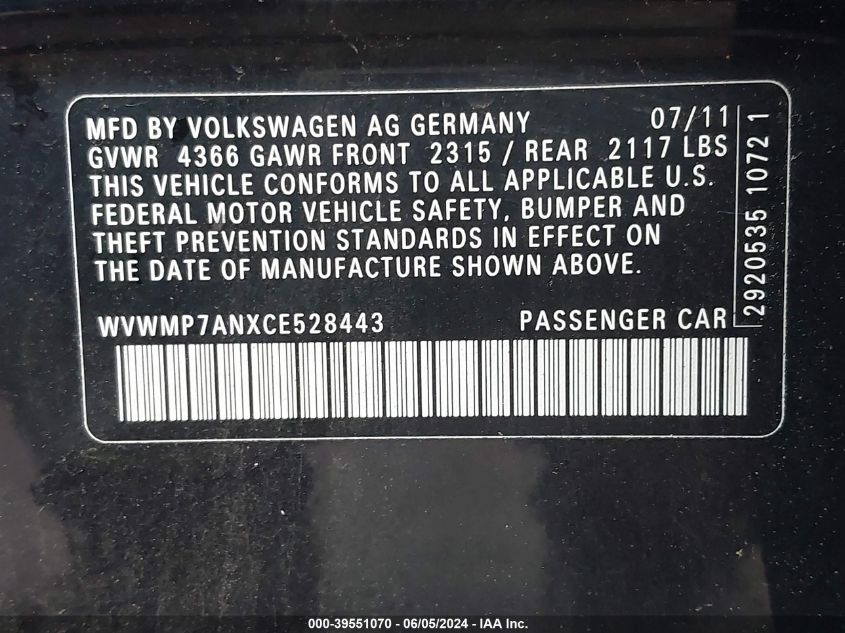 MFD BY VOLKSWAGEN AG GERMANY 07/11
GVWR 4366 GAWR FRONT 2315 / REAR 2117 LBS
THIS VEHICLE CONFORMS TO ALL APPLICABLE U.S.
FEDERAL MOTOR VEHICLE SAFETY, BUMPER AND
THEFT PREVENTION STANDARDS IN EFFECT ON
THE DATE OF MANUFACTURE SHOWN ABOVE.
WVWMP7ANXCE528443 PASSENGER CAR
2920535 1072 1
000-39551070 - 06/05/2024 - IAA Inc.